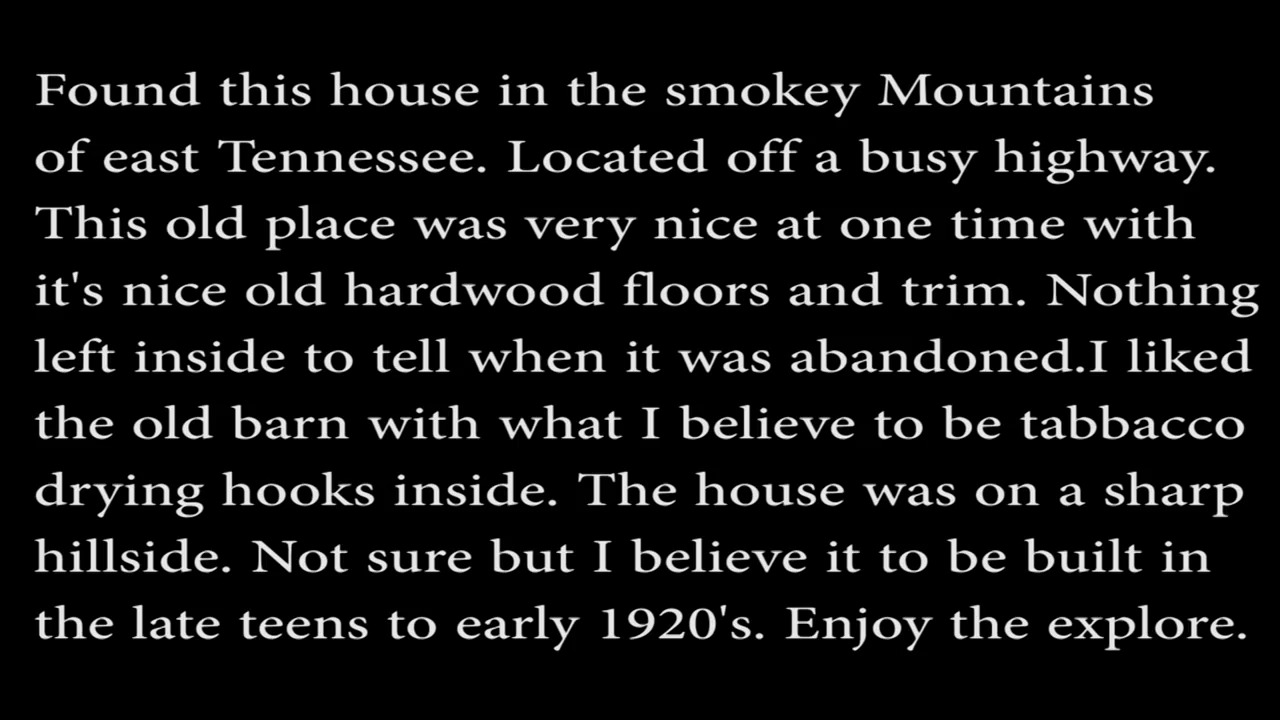 Found this house in the smokey Mountains
of east Tennessee. Located off a busy highway.
This old place was very nice at one time with
it's nice old hardwood floors and trim. Nothing
left inside to tell when it was abandoned.I liked
the old barn with what I believe to be tabbacco
drying hooks inside. The house was on a sharp
hillside. Not sure but I believe it to be built in
the late teens to early 1920's. Enjoy the explore.